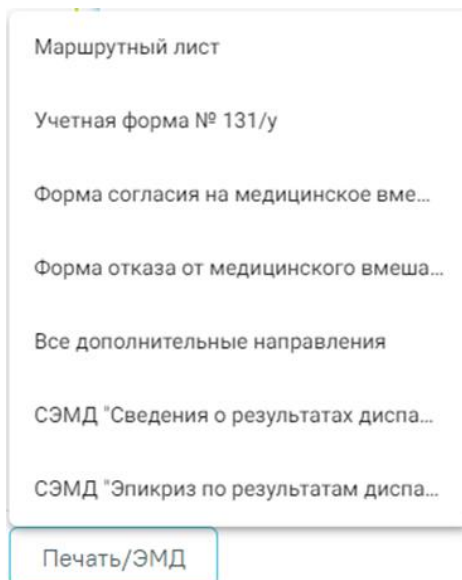 Маршрутный лист
Учетная форма № 131/у
Форма согласия на медицинское вме...
Форма отказа от медицинского вмеша...
Все дополнительные направления
СЭМД "Сведения о результатах диспа...
СЭМД "Эпикриз по результатам диспа...
Печать/ЭМД